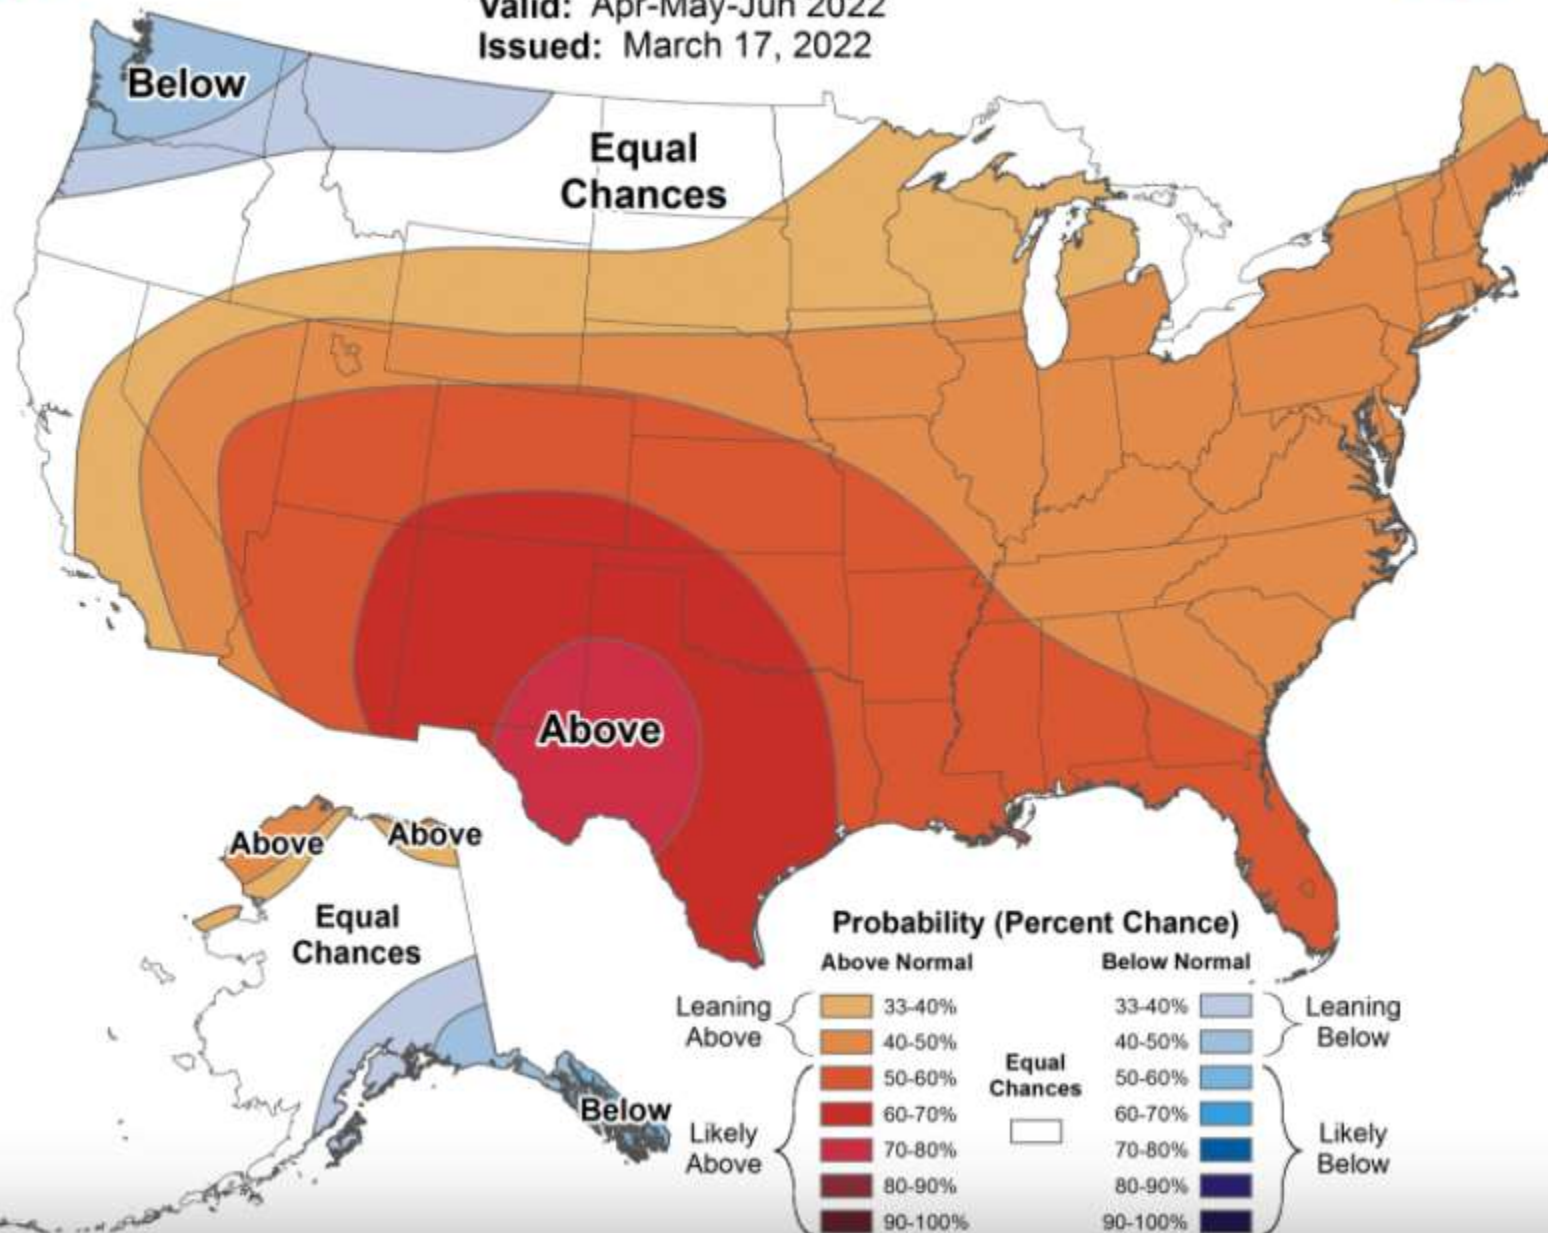 Valid: Apr-May-Jun 2022
Issued: March 17, 2022
Below
Equal
Chances
Above
Above
Above
Equal
Chances
Below
Probability (Percent Chance)
Above Normal
Below Normal
Leaning
Above
33-40%
40-50%
50-60%
60-70%
70-80%
80-90%
90-100%
Likely
Above
Equal
Chances
33-40%
40-50%
50-60%
60-70%
70-80%
80-90%
90-100%
Leaning
Below
Likely
Below